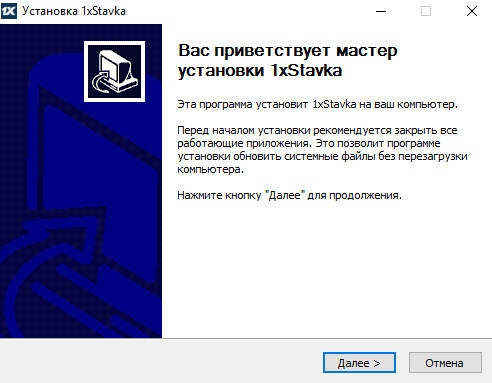 1X Установка 1xStavka
Вас приветствует мастер
установки 1xStavka
Эта программа установит 1xStavka на ваш компьютер.
Перед началом установки рекомендуется закрыть все
работающие приложения. Это позволит программе
установки обновить системные файлы без перезагрузки
компьютера.
Нажмите кнопку "Далее" для продолжения.
Далее >
Отмена